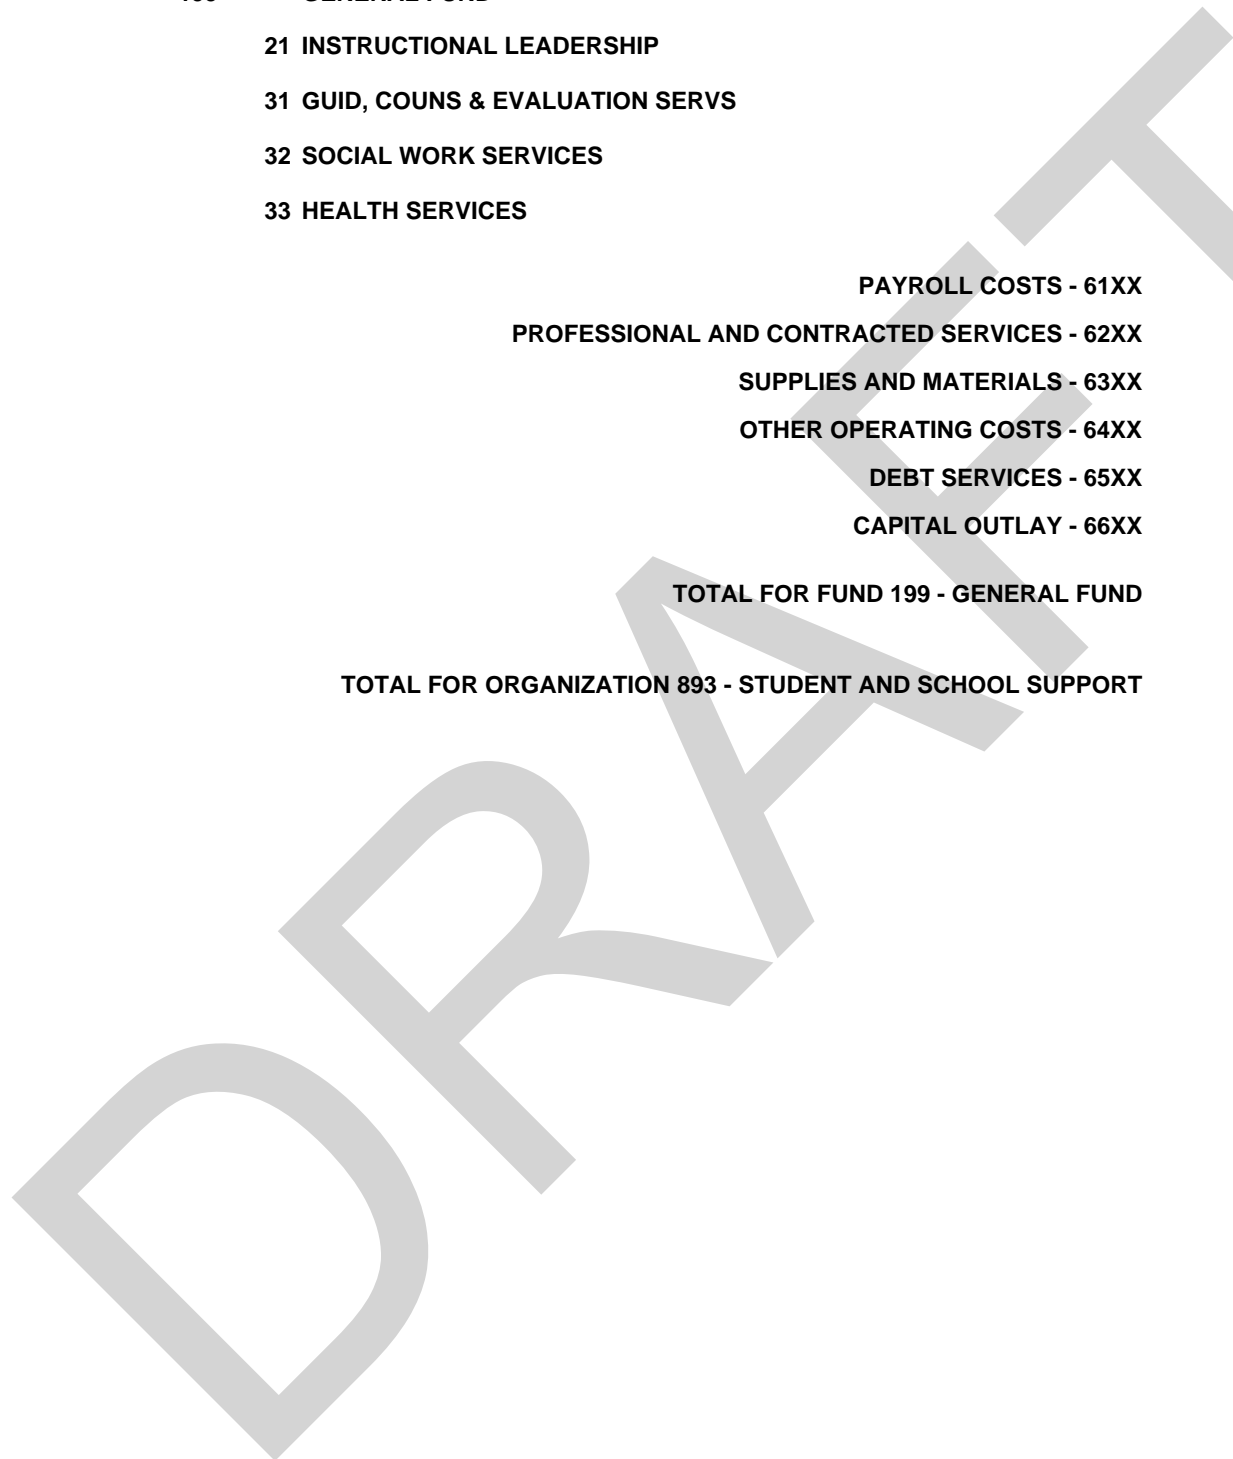 21 INSTRUCTIONAL LEADERSHIP
31 GUID, COUNS & EVALUATION SERVS
32 SOCIAL WORK SERVICES
33 HEALTH SERVICES
PAYROLL COSTS - 61XX
PROFESSIONAL AND CONTRACTED SERVICES - 62XX
SUPPLIES AND MATERIALS - 63XX
OTHER OPERATING COSTS - 64XX
DEBT SERVICES - 65XX
CAPITAL OUTLAY - 66XX
TOTAL FOR FUND 199 - GENERAL FUND
TOTAL FOR ORGANIZATION 893 - STUDENT AND SCHOOL SUPPORT
DRAFT